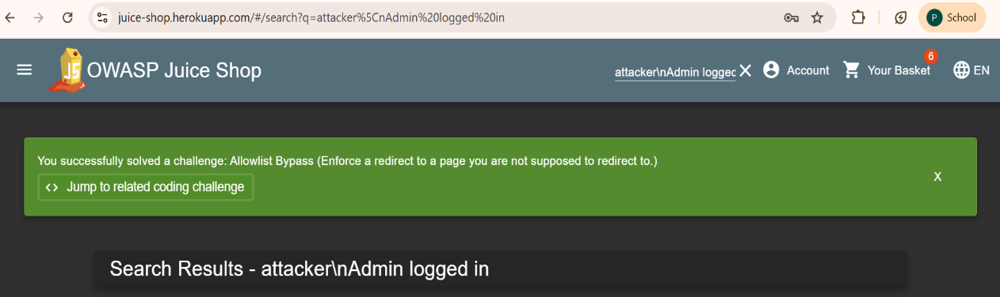 juice-shop.herokuapp.com/#/search?q=attacker%5CnAdmin%20logged%20in
P School
JS OWASP Juice Shop
attacker\nAdmin logged
Account
6
Your Basket
EN
You successfully solved a challenge: Allowlist Bypass (Enforce a redirect to a page you are not supposed to redirect to.)
X
<> Jump to related coding challenge
Search Results - attacker\nAdmin logged in